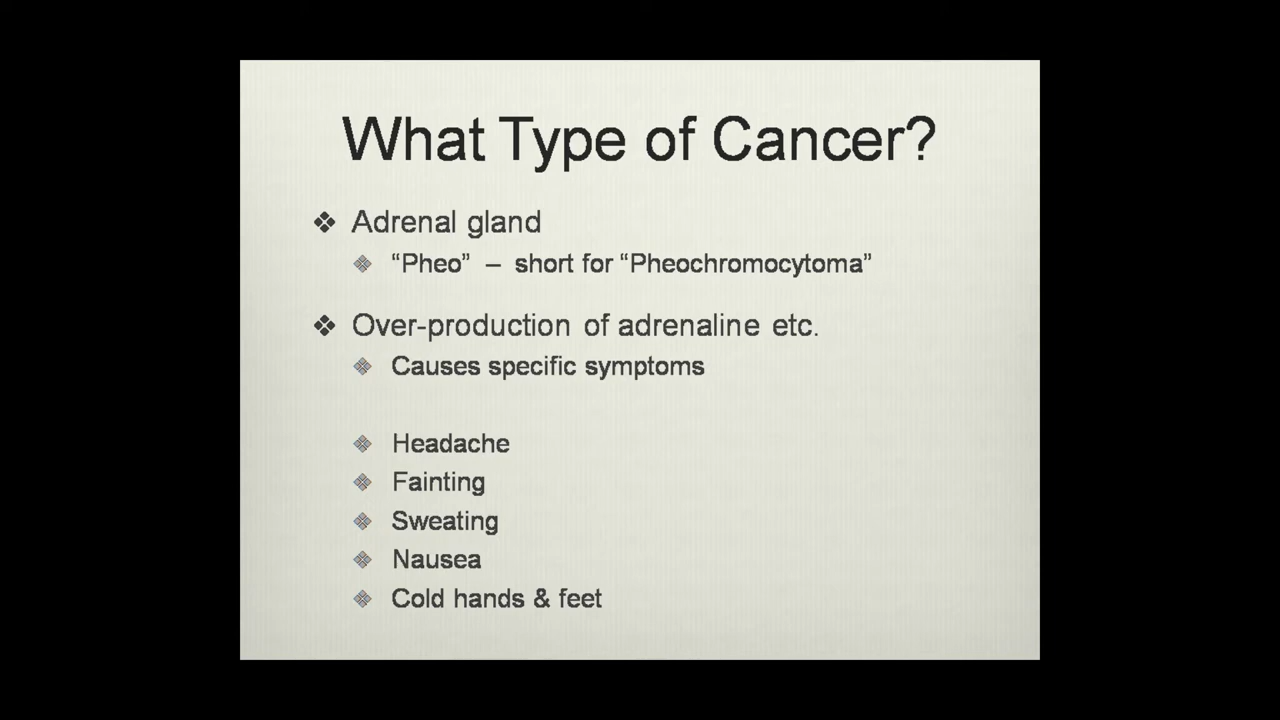 What Type of Cancer?
❖ Adrenal gland
❖ “Pheo” – short for “Pheochromocytoma”
❖ Over-production of adrenaline etc.
❖ Causes specific symptoms
❖ Headache
❖ Fainting
❖ Sweating
❖ Nausea
❖ Cold hands & feet